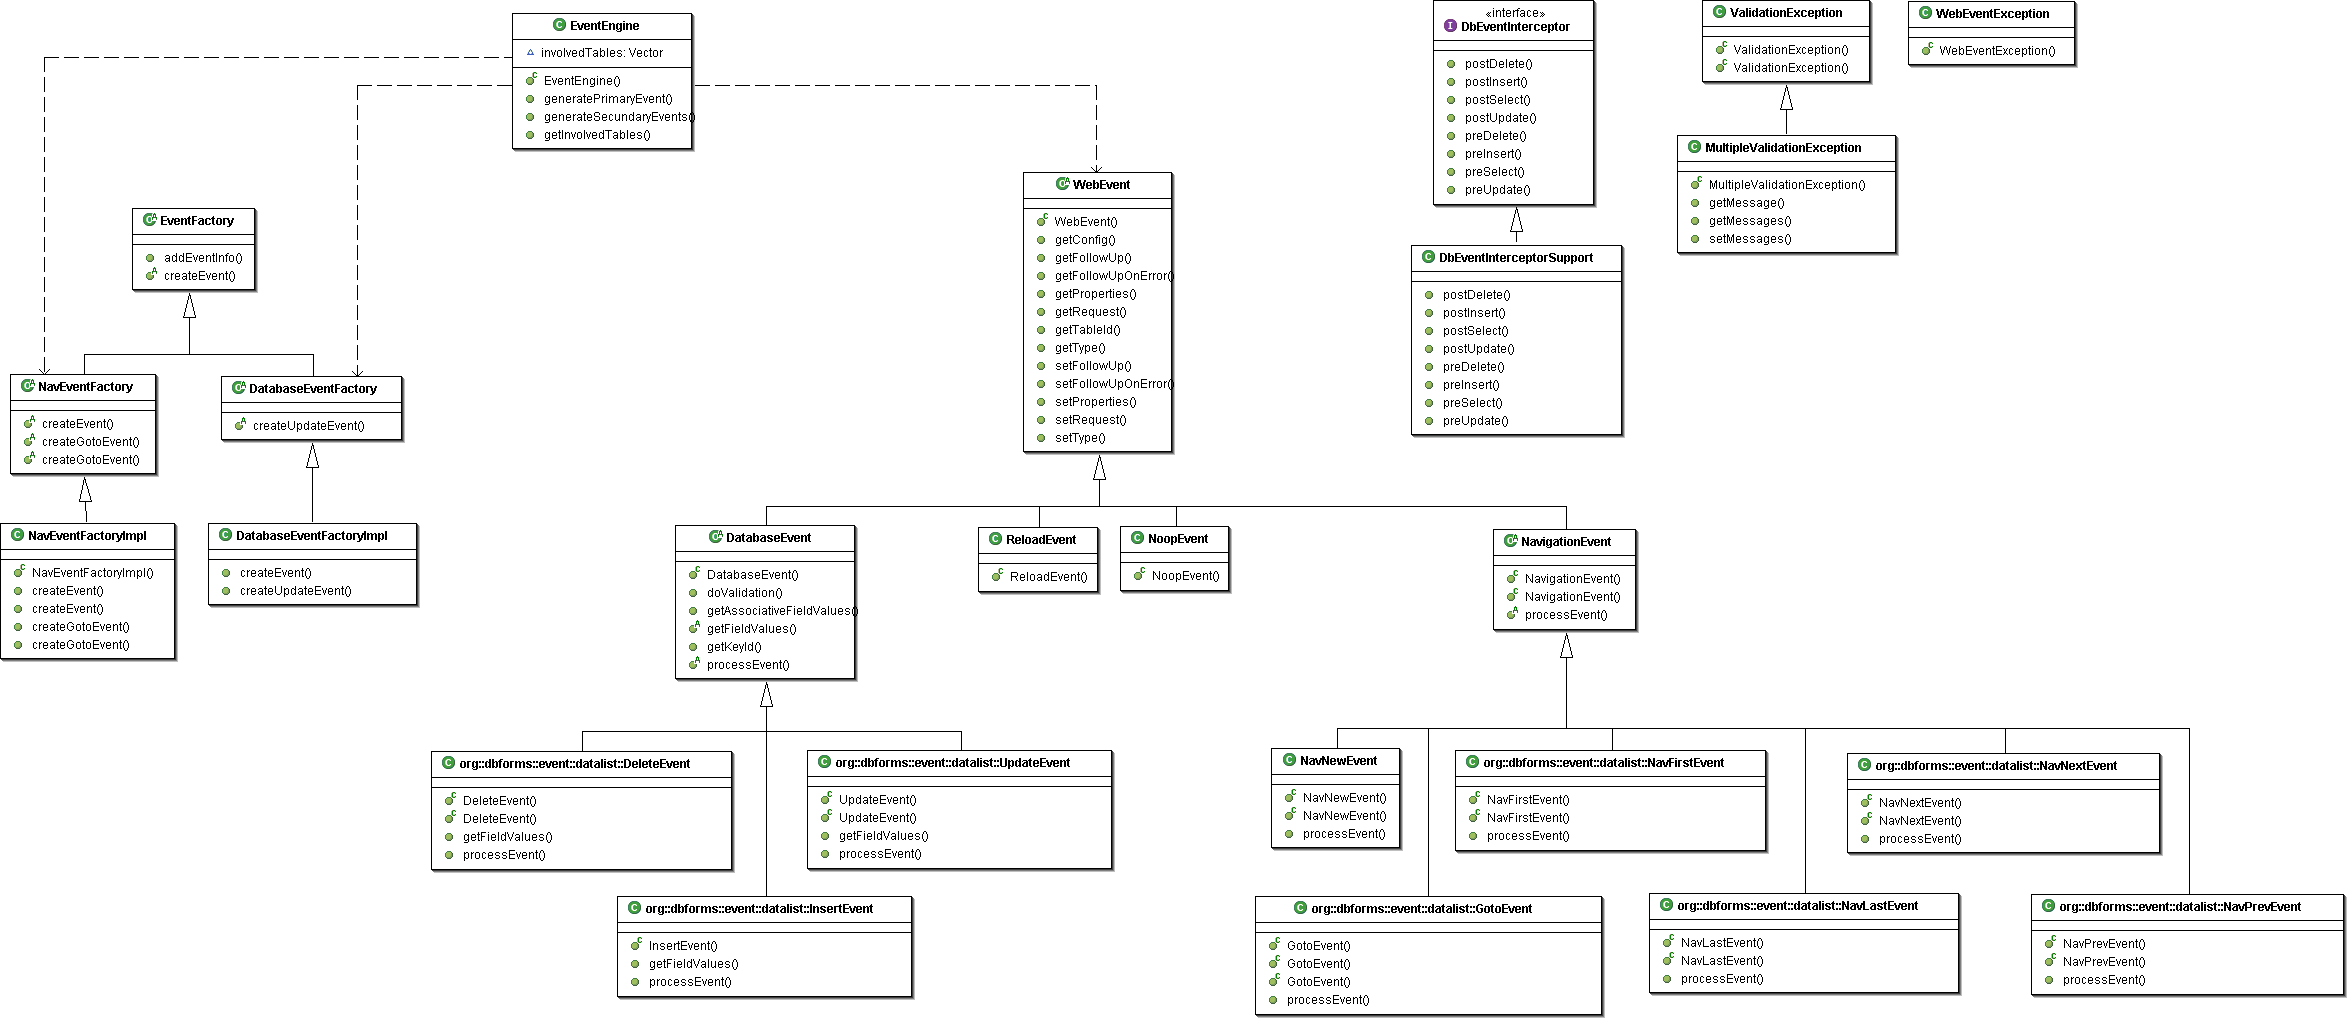 EventEngine
involvedTables: Vector
EventEngine()
generatePrimaryEvent()
generateSecundaryEvents()
getInvolvedTables()
«interface»
DbEventInterceptor
postDelete()
postInsert()
postSelect()
postUpdate()
preDelete()
preInsert()
preSelect()
preUpdate()
ValidationException
ValidationException()
ValidationException()
WebEventException
WebEventException()
MultipleValidationException
MultipleValidationException()
getMessage()
getMessages()
setMessages()
EventFactory
addEventInfo()
createEvent()
WebEvent
WebEvent()
getConfig()
getFollowUp()
getFollowUpOnError()
getProperties()
getRequest()
getTableId()
getType()
setFollowUp()
setFollowUpOnError()
setProperties()
setRequest()
setType()
DbEventInterceptorSupport
postDelete()
postInsert()
postSelect()
postUpdate()
preDelete()
preInsert()
preSelect()
preUpdate()
NavEventFactory
createEvent()
createGotoEvent()
createGotoEvent()
DatabaseEventFactory
createUpdateEvent()
NavEventFactoryImpl
NavEventFactoryImpl()
createEvent()
createEvent()
createGotoEvent()
createGotoEvent()
DatabaseEventFactoryImpl
createEvent()
createUpdateEvent()
DatabaseEvent
DatabaseEvent()
doValidation()
getAssociativeFieldValues()
getFieldValues()
getKeyId()
processEvent()
ReloadEvent
ReloadEvent()
NoopEvent
NoopEvent()
NavigationEvent
NavigationEvent()
NavigationEvent()
processEvent()
org::dbforms::event::datalist::DeleteEvent
DeleteEvent()
DeleteEvent()
getFieldValues()
processEvent()
org::dbforms::event::datalist::UpdateEvent
UpdateEvent()
UpdateEvent()
getFieldValues()
processEvent()
NavNewEvent
NavNewEvent()
NavNewEvent()
processEvent()
org::dbforms::event::datalist::NavFirstEvent
NavFirstEvent()
NavFirstEvent()
processEvent()
org::dbforms::event::datalist::NavNextEvent
NavNextEvent()
NavNextEvent()
processEvent()
org::dbforms::event::datalist::InsertEvent
InsertEvent()
getFieldValues()
processEvent()
org::dbforms::event::datalist::GotoEvent
GotoEvent()
GotoEvent()
GotoEvent()
processEvent()
org::dbforms::event::datalist::NavLastEvent
NavLastEvent()
NavLastEvent()
processEvent()
org::dbforms::event::datalist::NavPrevEvent
NavPrevEvent()
NavPrevEvent()
processEvent()